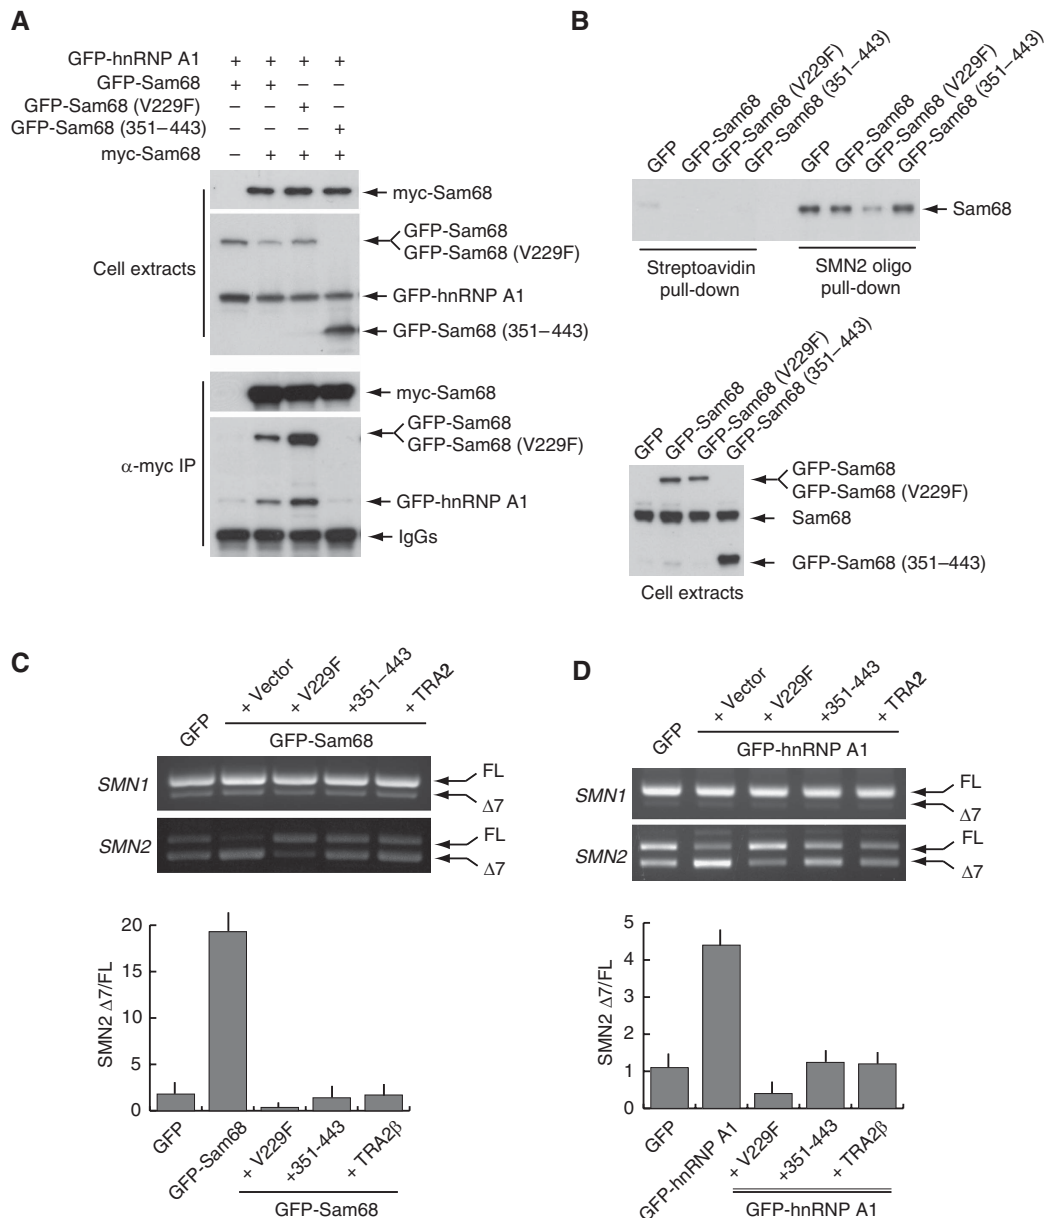 A
GFP-hnRNP A1 + + + +
GFP-Sam68 + + – –
GFP-Sam68 (V229F) – – + –
GFP-Sam68 (351–443) – – – +
myc-Sam68 – + + +
Cell extracts
myc-Sam68
GFP-Sam68
GFP-Sam68 (V229F)
GFP-hnRNP A1
GFP-Sam68 (351–443)
α-myc IP
myc-Sam68
GFP-Sam68
GFP-Sam68 (V229F)
GFP-hnRNP A1
IgGs
B
GFP
GFP-Sam68
GFP-Sam68 (V229F)
GFP-Sam68 (351–443)
GFP
GFP-Sam68
GFP-Sam68 (V229F)
GFP-Sam68 (351–443)
Sam68
Streptoavidin
pull-down
SMN2 oligo
pull-down
GFP
GFP-Sam68
GFP-Sam68 (V229F)
GFP-Sam68 (351–443)
GFP-Sam68
GFP-Sam68 (V229F)
Sam68
GFP-Sam68 (351–443)
Cell extracts
C
GFP
+ Vector
+ V229F
+351–443
+ TRA2
GFP-Sam68
SMN1
FL
Δ7
SMN2
FL
Δ7
SMN2 Δ7/FL
20
15
10
5
0
GFP
GFP-Sam68
+ V229F
+351-443
+ TRA2β
GFP-Sam68
D
GFP
+ Vector
+ V229F
+351-443
+ TRA2
GFP-hnRNP A1
SMN1
FL
Δ7
SMN2
FL
Δ7
SMN2 Δ7/FL
5
4
3
2
1
0
GFP
GFP-hnRNP A1
+ V229F
+351-443
+ TRA2β
GFP-hnRNP A1